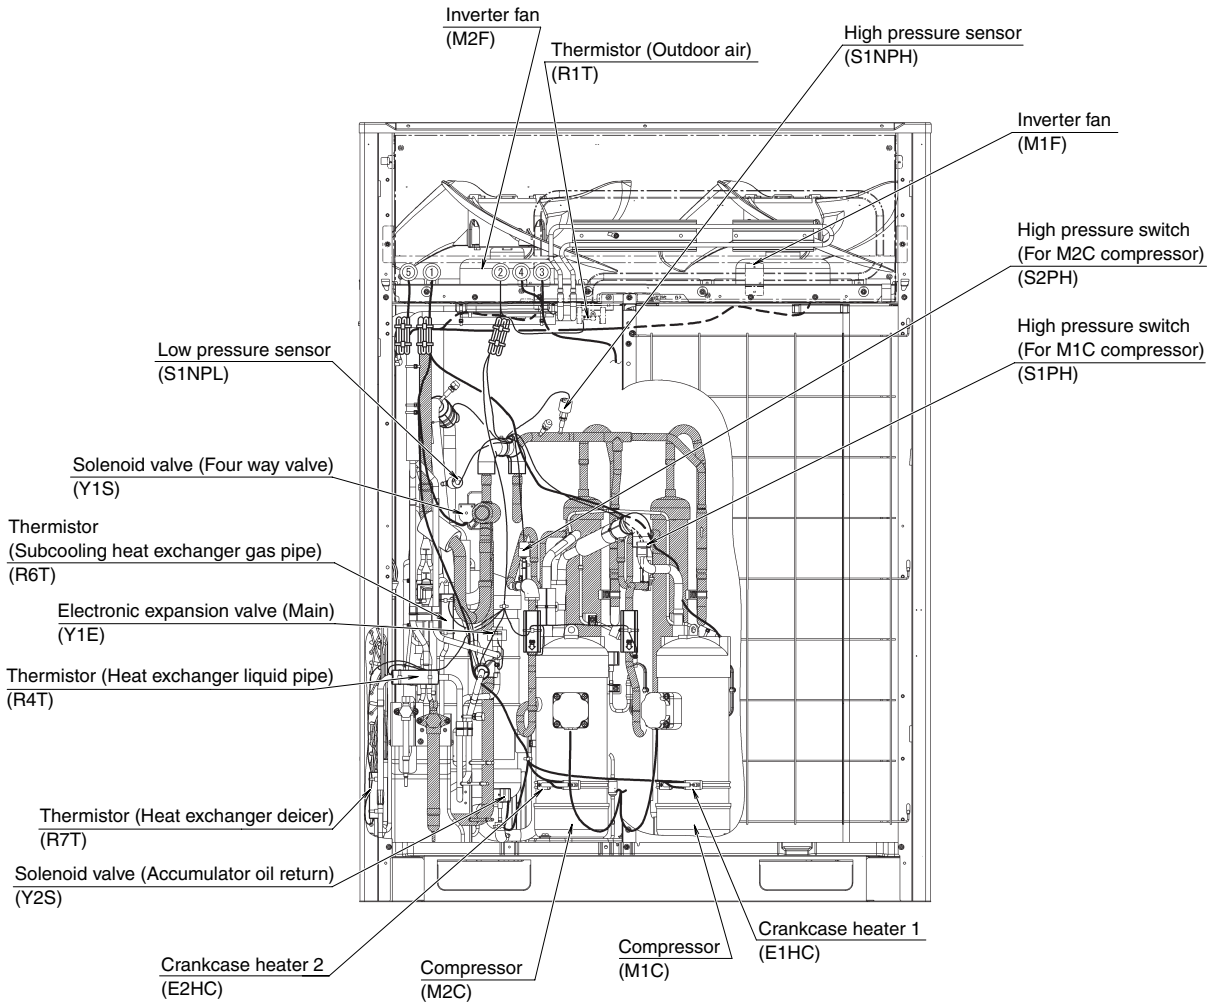 Inverter fan
(M2F)
Thermistor (Outdoor air)
(R1T)
High pressure sensor
(S1NPH)
Inverter fan
(M1F)
High pressure switch
(For M2C compressor)
(S2PH)
High pressure switch
(For M1C compressor)
(S1PH)
5 1 2 4 3
Low pressure sensor
(S1NPL)
Solenoid valve (Four way valve)
(Y1S)
Thermistor
(Subcooling heat exchanger gas pipe)
(R6T)
Electronic expansion valve (Main)
(Y1E)
Thermistor (Heat exchanger liquid pipe)
(R4T)
Thermistor (Heat exchanger deicer)
(R7T)
Solenoid valve (Accumulator oil return)
(Y2S)
Crankcase heater 2
(E2HC)
Compressor
(M2C)
Compressor
(M1C)
Crankcase heater 1
(E1HC)